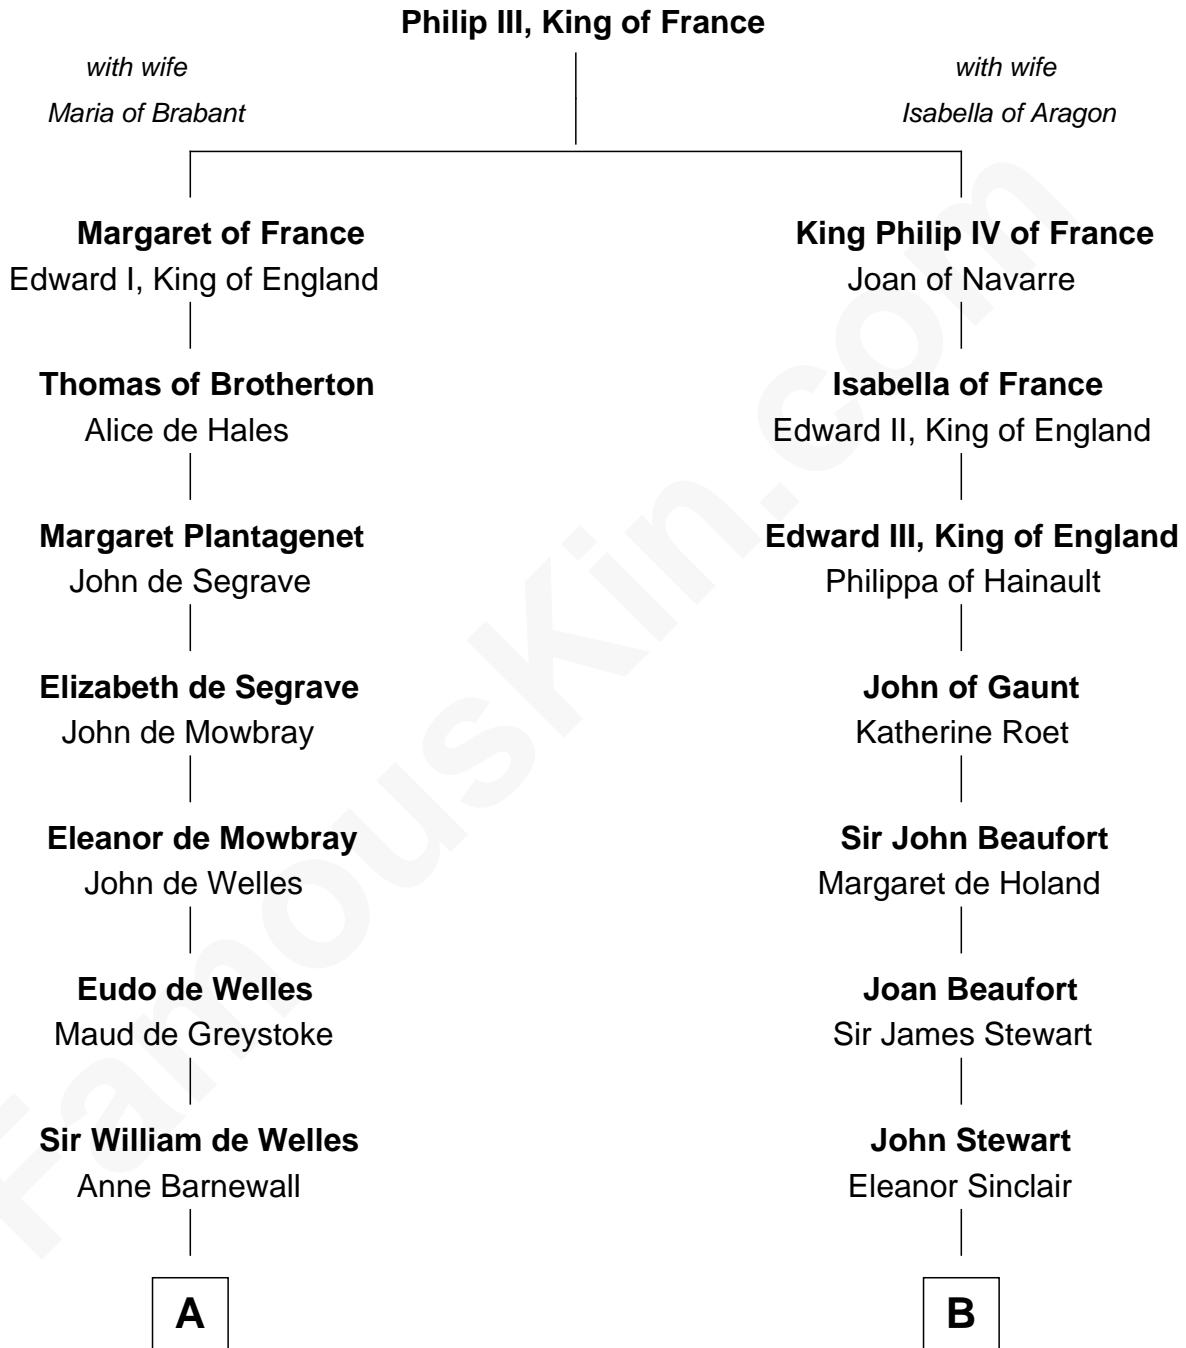 Philip III, King of France
with wife
Maria of Brabant
with wife
Isabella of Aragon
Margaret of France
Edward I, King of England
King Philip IV of France
Joan of Navarre
Thomas of Brotherton
Alice de Hales
Isabella of France
Edward II, King of England
Margaret Plantagenet
John de Segrave
Edward III, King of England
Philippa of Hainault
Elizabeth de Segrave
John de Mowbray
John of Gaunt
Katherine Roet
Eleanor de Mowbray
John de Welles
Sir John Beaufort
Margaret de Holand
Eudo de Welles
Maud de Greystoke
Joan Beaufort
Sir James Stewart
Sir William de Welles
Anne Barnewall
John Stewart
Eleanor Sinclair
A
B
FamousKin.com